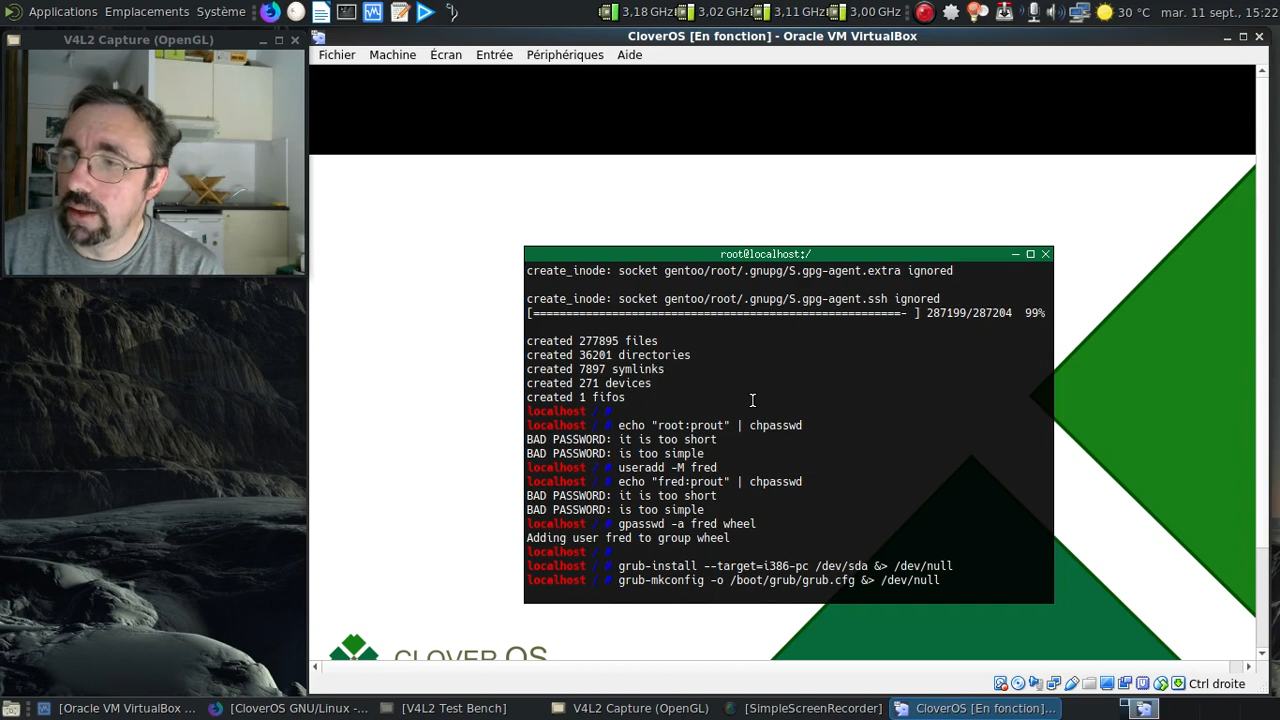 Applications Emplacements Système
3,18 GHz 3,02 GHz 3,11 GHz 3,00 GHz 30 °C mar. 11 sept., 15:22
V4L2 Capture (OpenGL)
CloverOS [En fonction] - Oracle VM VirtualBox
Fichier Machine Écran Entrée Périphériques Aide
root@localhost:/
create_inode: socket gentoo/root/.gnupg/S.gpg-agent.extra ignored
create_inode: socket gentoo/root/.gnupg/S.gpg-agent.ssh ignored
[=========================================================- ] 287199/287204 99%
created 277895 files
created 36201 directories
created 7897 symlinks
created 271 devices
created 1 fifos
localhost / #
localhost / # echo "root:prout" | chpasswd
BAD PASSWORD: it is too short
BAD PASSWORD: is too simple
localhost / # useradd -M fred
localhost / # echo "fred:prout" | chpasswd
BAD PASSWORD: it is too short
BAD PASSWORD: is too simple
localhost / # gpasswd -a fred wheel
Adding user fred to group wheel
localhost / #
localhost / # grub-install --target=i386-pc /dev/sda &> /dev/null
localhost / # grub-mkconfig -o /boot/grub/grub.cfg &> /dev/null
CLOVER OS
Ctrl droite
[Oracle VM VirtualBox ... [CloverOS GNU/Linux -... [V4L2 Test Bench] V4L2 Capture (OpenGL) [SimpleScreenRecorder] CloverOS [En fonction]...